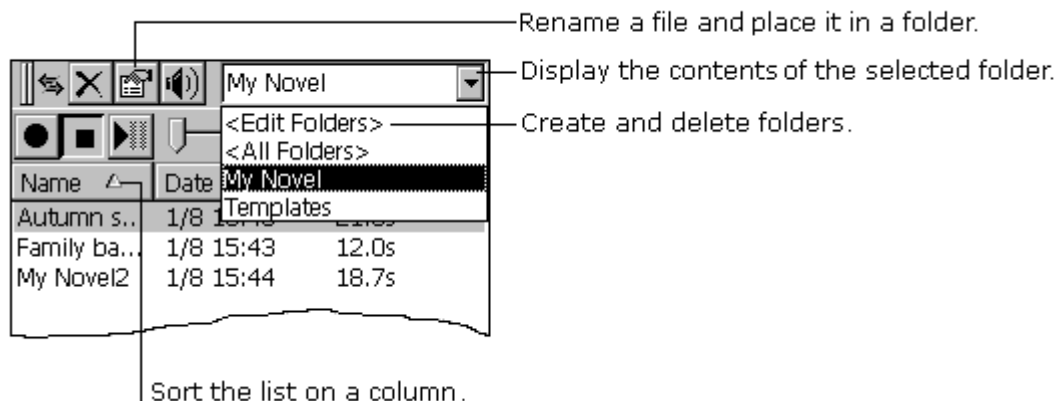 Rename a file and place it in a folder.
My Novel
Display the contents of the selected folder.
<Edit Folders>
Create and delete folders.
<All Folders>
Name Date My Novel
Templates
Autumn s.. 1/8
Family ba... 1/8 15:43 12.0s
My Novel2 1/8 15:44 18.7s
Sort the list on a column.